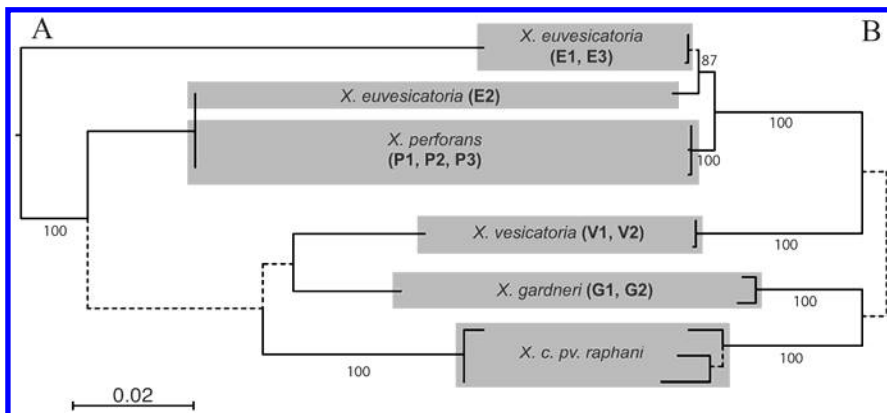 A
B
X. euvesicatoria
(E1, E3)
87
X. euvesicatoria (E2)
100
X. perforans
(P1, P2, P3)
100
100
X. vesicatoria (V1, V2)
100
X. gardneri (G1, G2)
100
X. c. pv. raphani
100
100
0.02